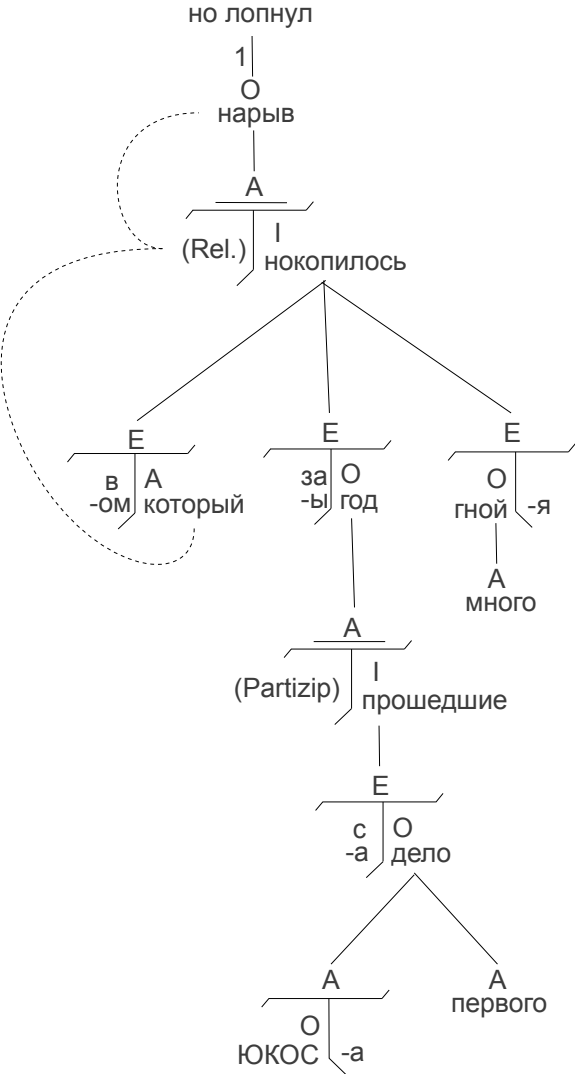 но лопнул
1
О
нарыв
А
(Rel.)
I
нокопилось
Е
в А
-ом который
Е
за О
-ы год
Е
О
гной -я
А
много
А
(Partizip)
I
прошедшие
Е
с О
-а дело
А
О
ЮКОС -а
А
первого